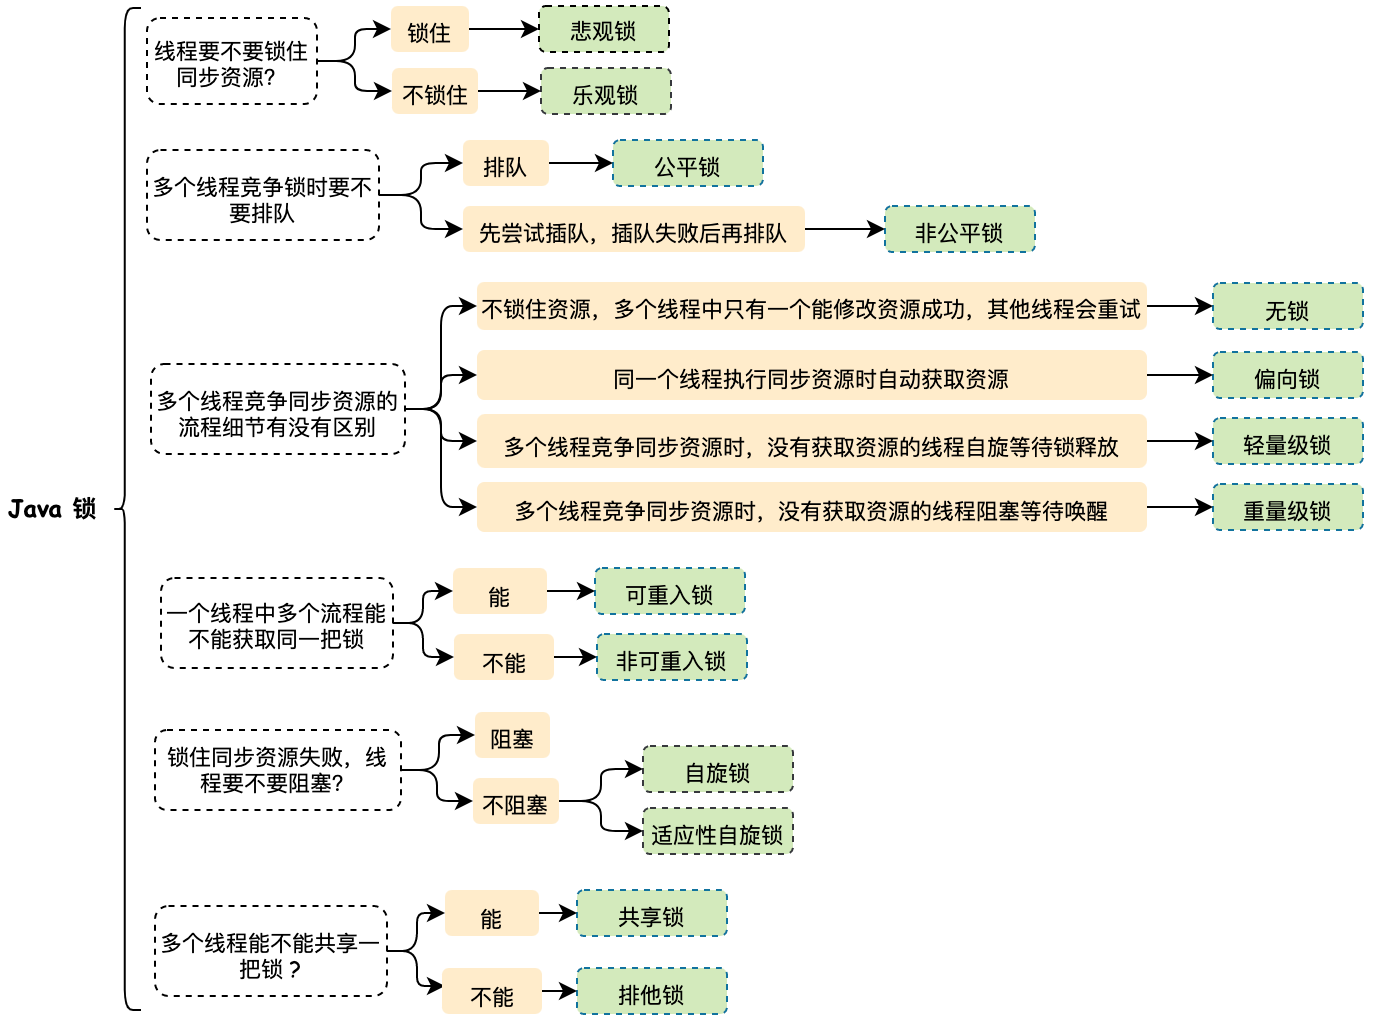 Java 锁
线程要不要锁住
同步资源？
锁住
悲观锁
不锁住
乐观锁
多个线程竞争锁时要不
要排队
排队
公平锁
先尝试插队，插队失败后再排队
非公平锁
多个线程竞争同步资源的
流程细节有没有区别
不锁住资源，多个线程中只有一个能修改资源成功，其他线程会重试
无锁
同一个线程执行同步资源时自动获取资源
偏向锁
多个线程竞争同步资源时，没有获取资源的线程自旋等待锁释放
轻量级锁
多个线程竞争同步资源时，没有获取资源的线程阻塞等待唤醒
重量级锁
一个线程中多个流程能
不能获取同一把锁
能
可重入锁
不能
非可重入锁
锁住同步资源失败，线
程要不要阻塞？
阻塞
不阻塞
自旋锁
适应性自旋锁
多个线程能不能共享一
把锁？
能
共享锁
不能
排他锁